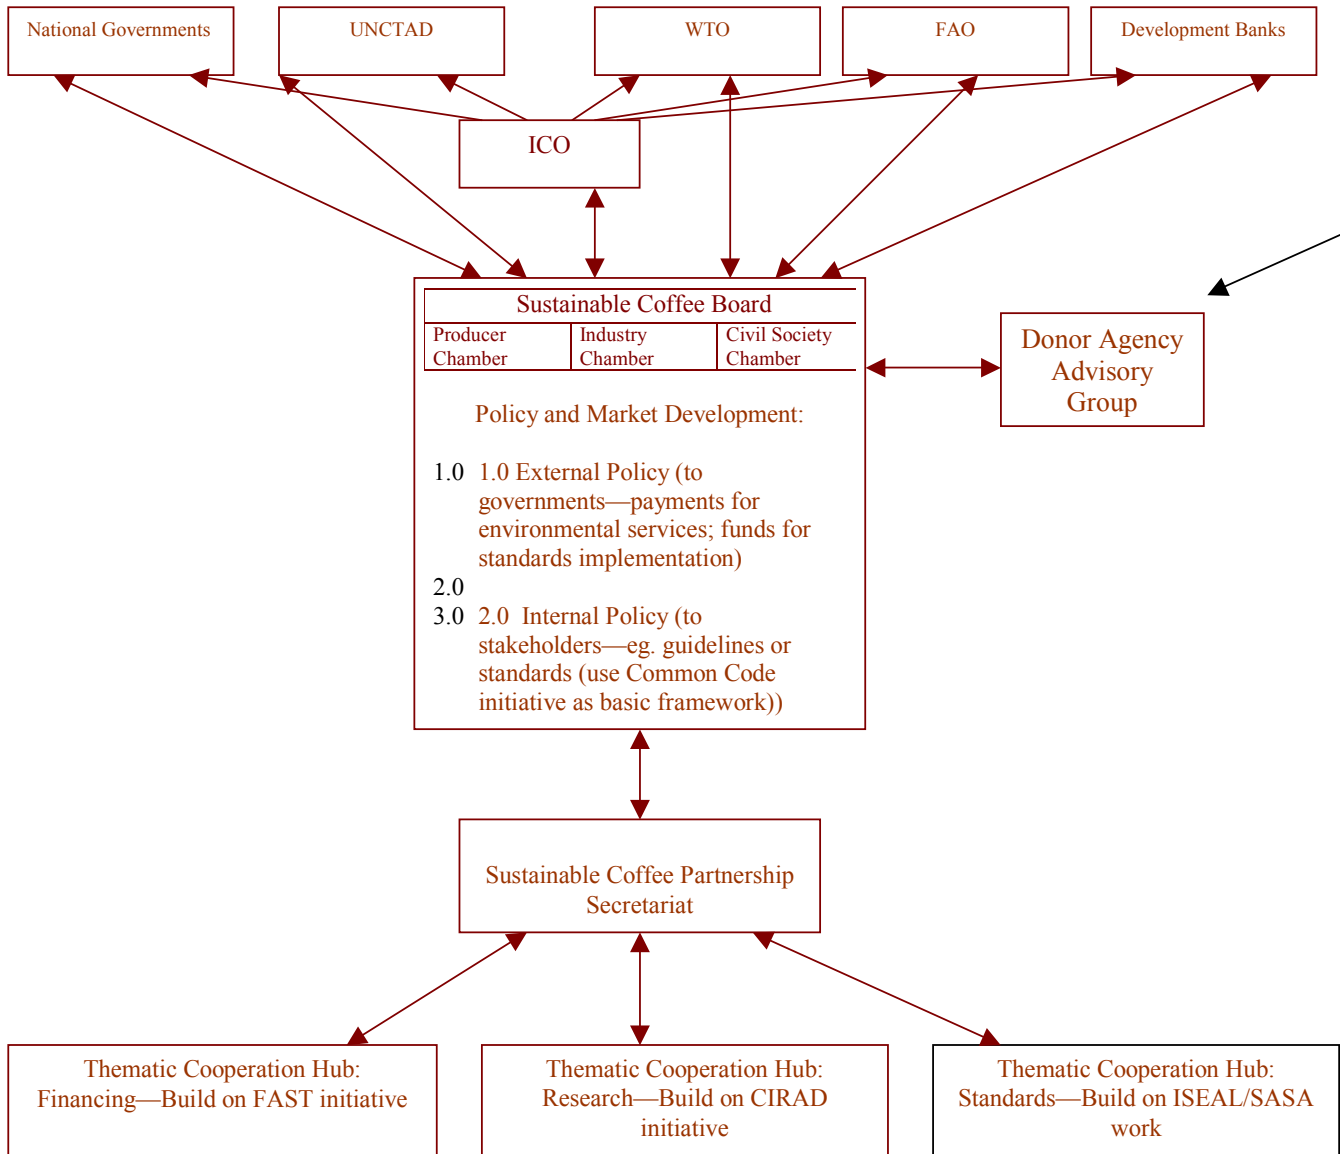 National Governments
UNCTAD
WTO
FAO
Development Banks
ICO
Sustainable Coffee Board
Producer
Chamber
Industry
Chamber
Civil Society
Chamber
Donor Agency
Advisory
Group
Policy and Market Development:
1.0 1.0 External Policy (to
governments—payments for
environmental services; funds for
standards implementation)
2.0
3.0 2.0 Internal Policy (to
stakeholders—eg. guidelines or
standards (use Common Code
initiative as basic framework))
Sustainable Coffee Partnership
Secretariat
Thematic Cooperation Hub:
Financing—Build on FAST initiative
Thematic Cooperation Hub:
Research—Build on CIRAD
initiative
Thematic Cooperation Hub:
Standards—Build on ISEAL/SASA
work